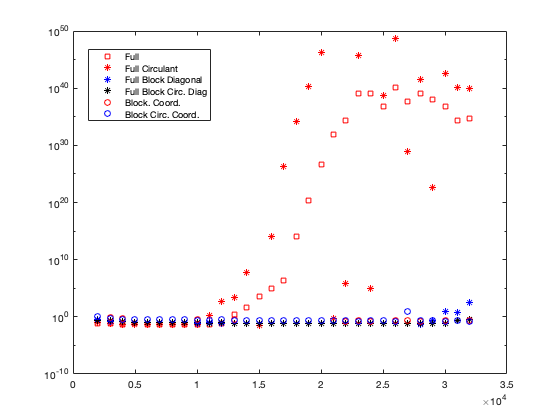 10^50
10^40
10^30
10^20
10^10
10^0
10^-10
0
0.5
1
1.5
2
2.5
3
3.5
×10^4
Full
Full Circulant
Full Block Diagonal
Full Block Circ. Diag
Block. Coord.
Block Circ. Coord.